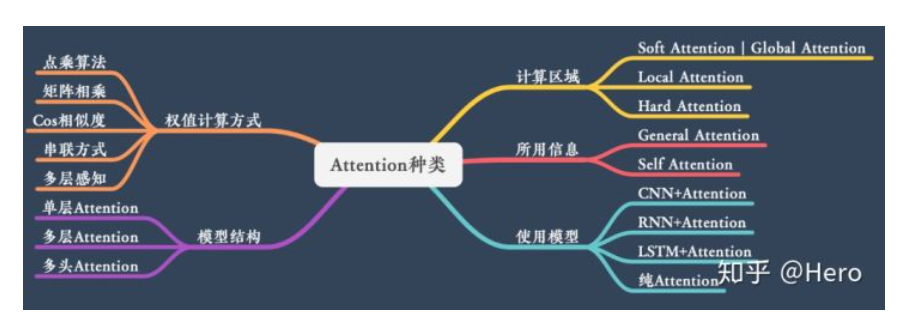 点乘算法
矩阵相乘
Cos相似度
串联方式
多层感知
权值计算方式
单层Attention
多层Attention
多头Attention
模型结构
Attention种类
计算区域
Soft Attention | Global Attention
Local Attention
Hard Attention
所用信息
General Attention
Self Attention
使用模型
CNN+Attention
RNN+Attention
LSTM+Attention
纯Attention
知乎 @Hero